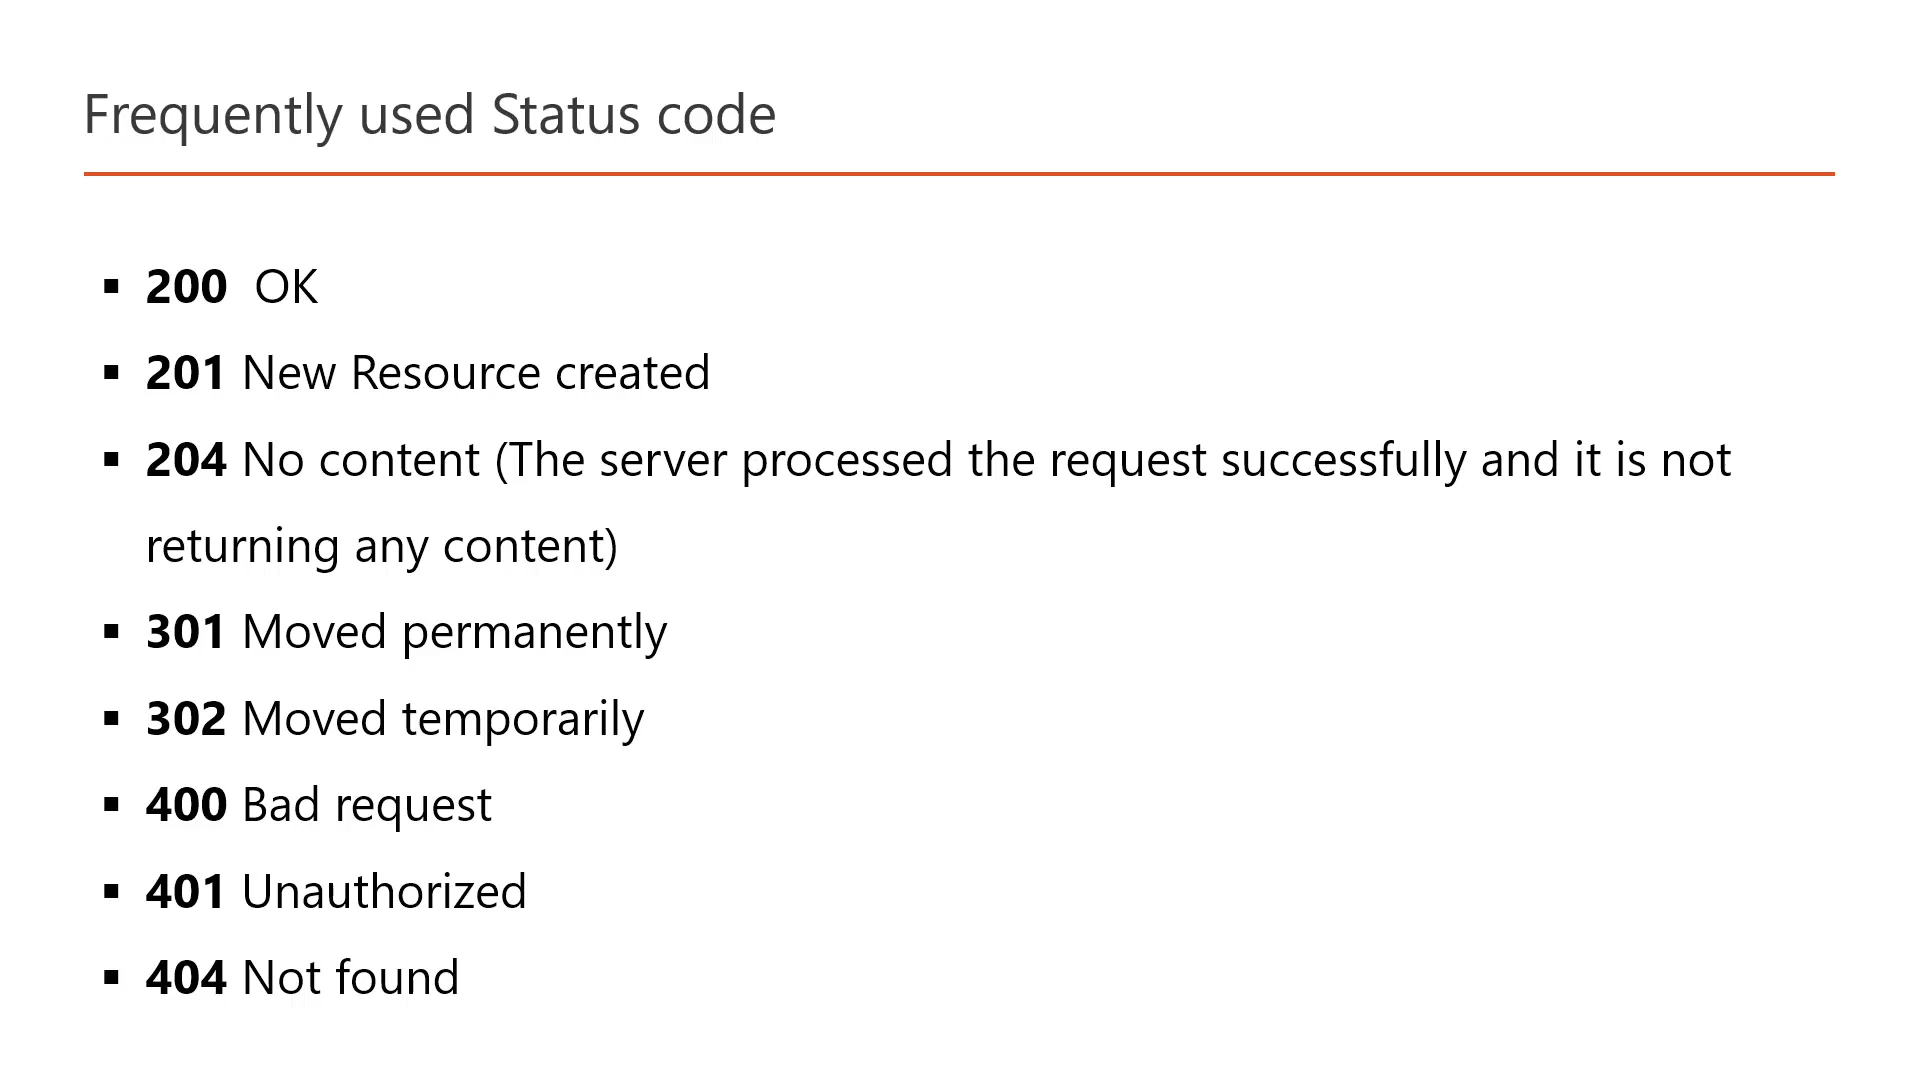 Frequently used Status code
▪ 200  OK
▪ 201 New Resource created
▪ 204 No content (The server processed the request successfully and it is not
returning any content)
▪ 301 Moved permanently
▪ 302 Moved temporarily
▪ 400 Bad request
▪ 401 Unauthorized
▪ 404 Not found